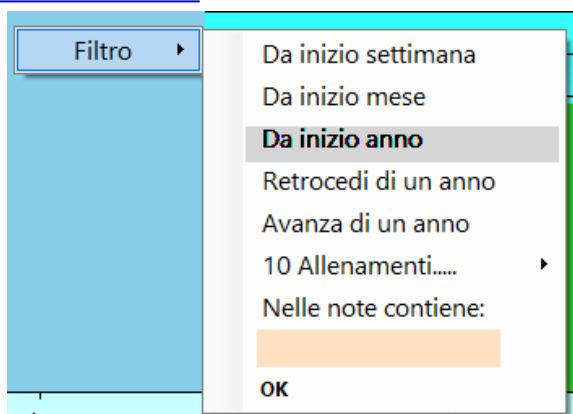 Filtro
Da inizio settimana
Da inizio mese
Da inizio anno
Retrocedi di un anno
Avanza di un anno
10 Allenamenti.....
Nelle note contiene:
OK